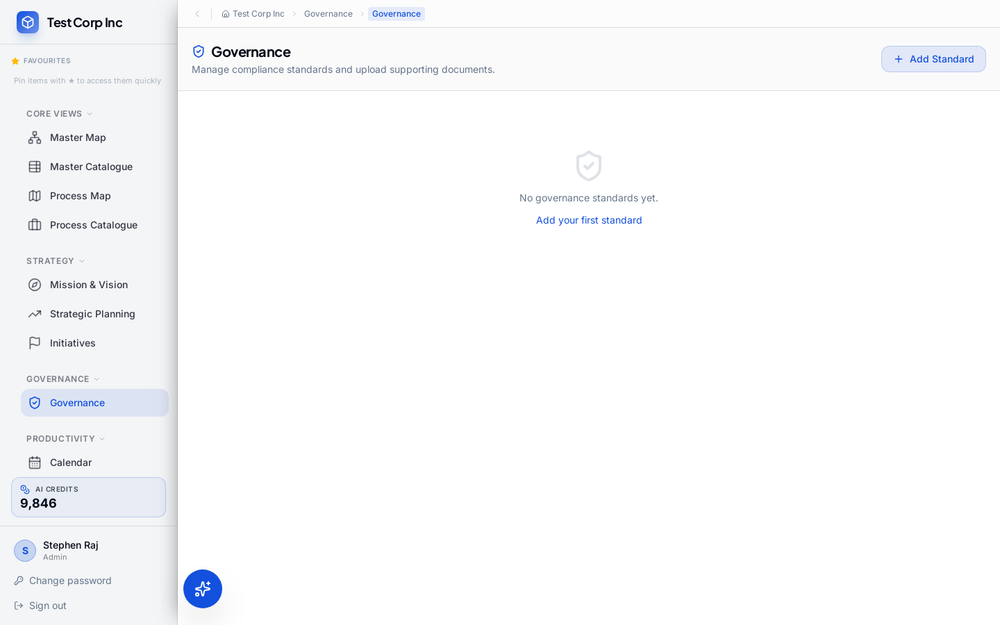 Test Corp Inc
FAVOURITES
Pin items with ★ to access them quickly
CORE VIEWS
Master Map
Master Catalogue
Process Map
Process Catalogue
STRATEGY
Mission & Vision
Strategic Planning
Initiatives
GOVERNANCE
Governance
PRODUCTIVITY
Calendar
AI CREDITS
9,846
S
Stephen Raj
Admin
Change password
Sign out
Test Corp Inc Governance Governance
Governance
Manage compliance standards and upload supporting documents.
Add Standard
No governance standards yet.
Add your first standard